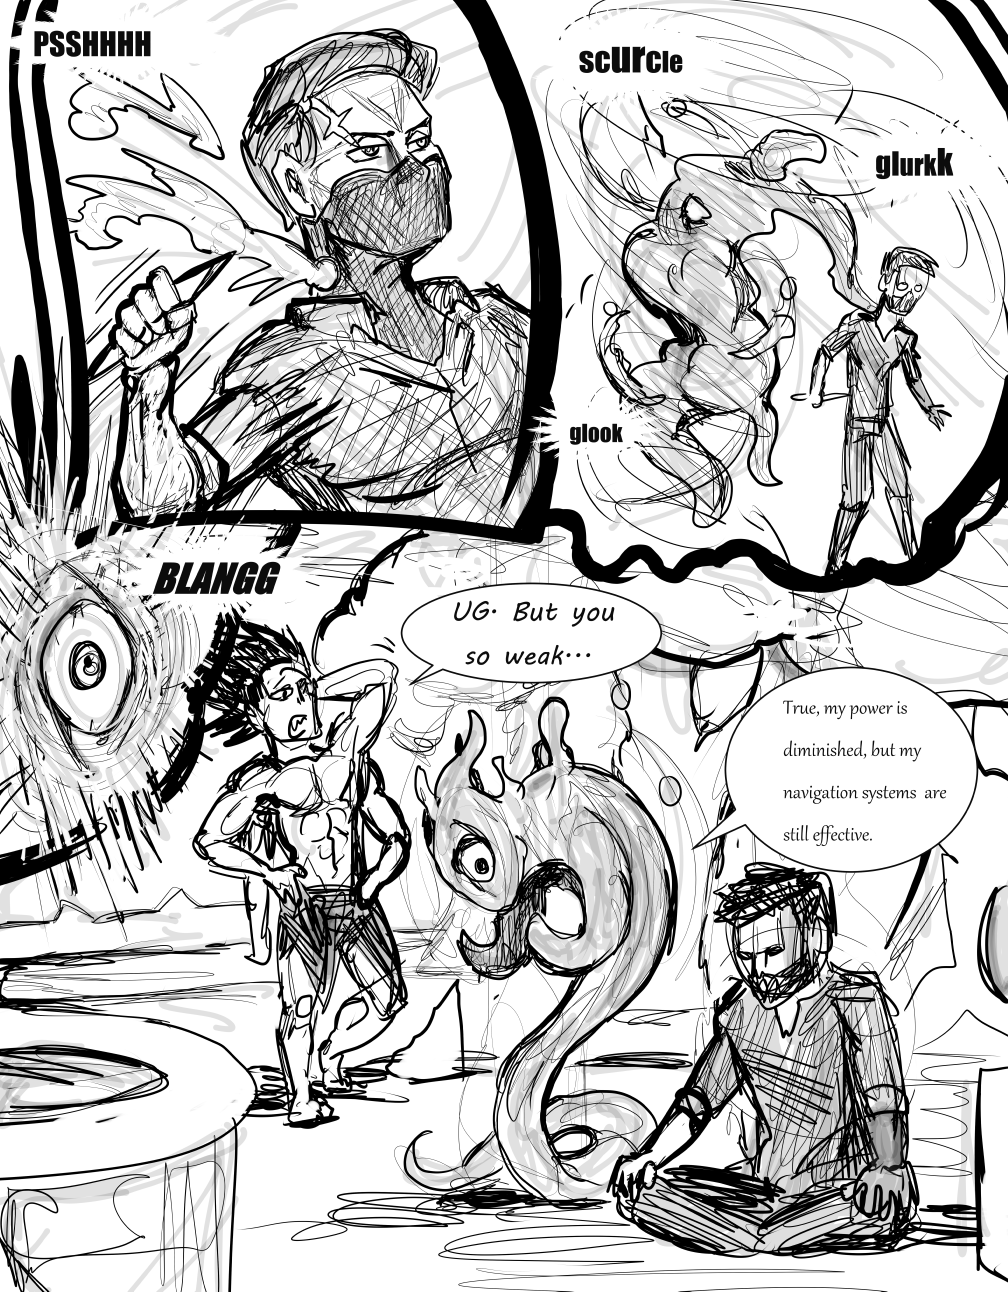 PSSHHHH
scurcle
glurkk
glook
BLANGG
UG. But you
so weak...
True, my power is
diminished, but my
navigation systems are
still effective.